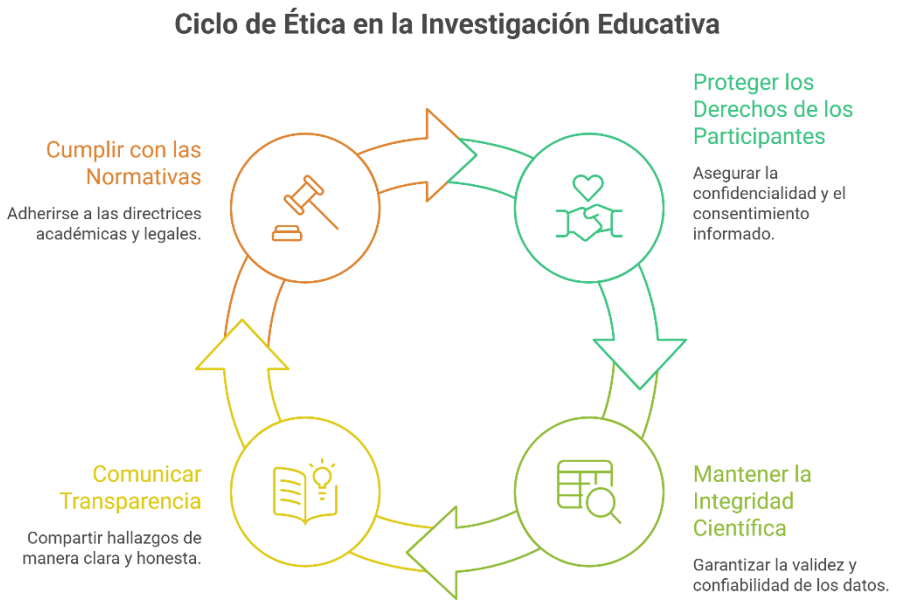 Ciclo de Ética en la Investigación Educativa
Cumplir con las
Normativas
Adherirse a las directrices
académicas y legales.
Proteger los
Derechos de los
Participantes
Asegurar la
confidencialidad y el
consentimiento
informado.
Comunicar
Transparencia
Compartir hallazgos de
manera clara y honesta.
Mantener la
Integridad
Científica
Garantizar la validez y
confiabilidad de los datos.